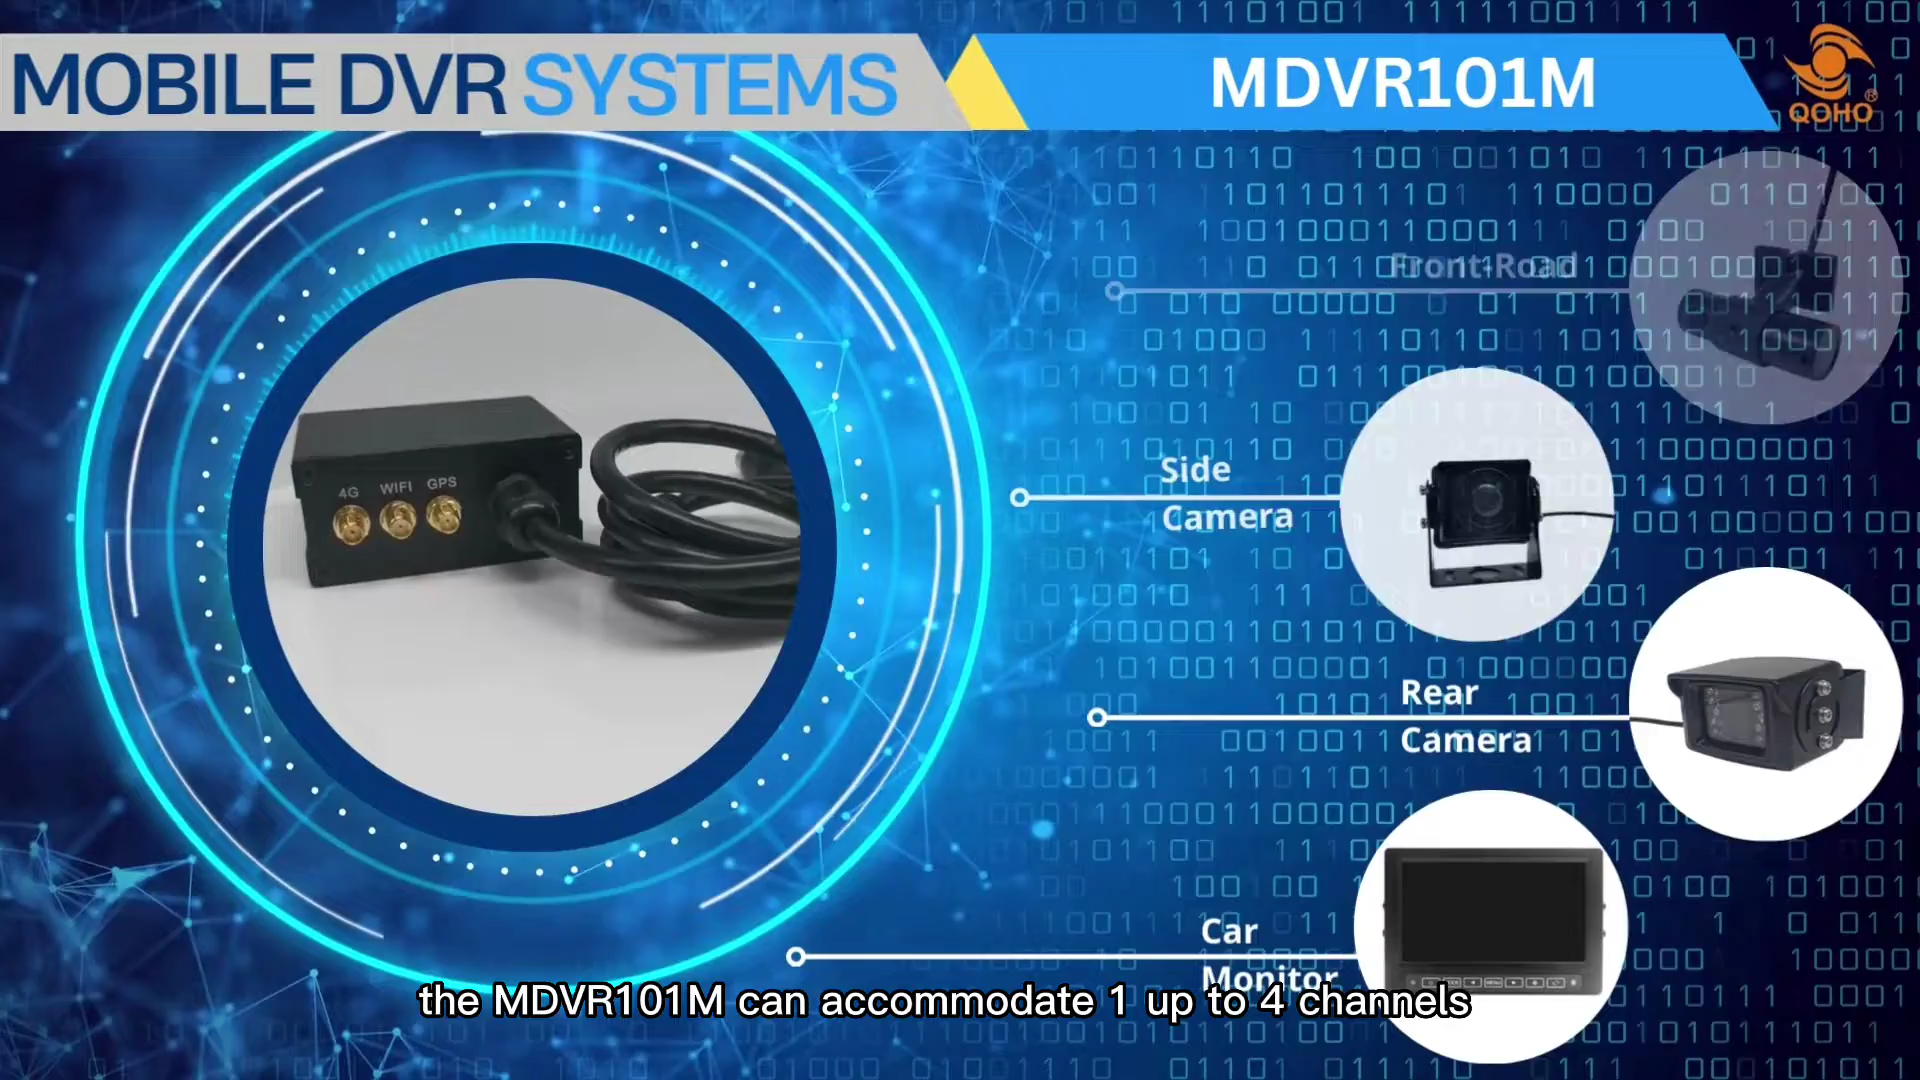 MOBILE DVR SYSTEMS
MDVR101M
QOHO®
Front-Road
4G WIFI GPS
Side
Camera
Rear
Camera
Car
Monitor
the MDVR101M can accommodate 1 up to 4 channels